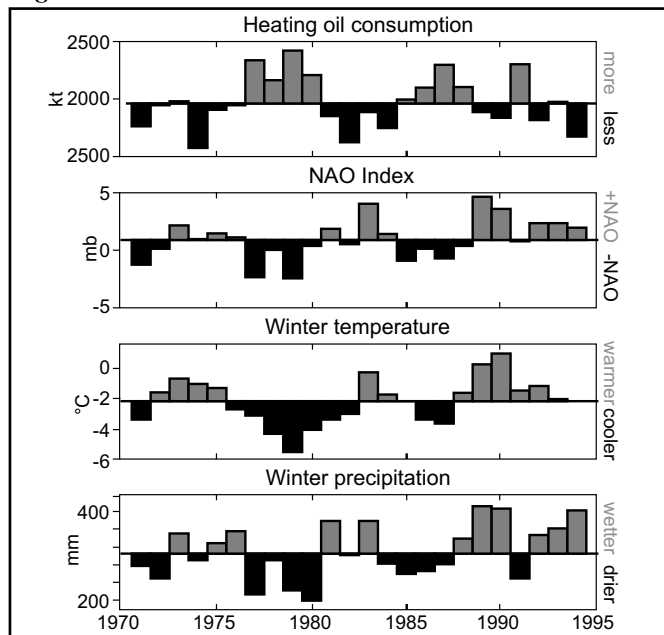 Heating oil consumption
2500
2000
2500
kt
more
less
NAO Index
5
0
-5
mb
+NAO
-NAO
Winter temperature
0
-2
-4
-6
°C
warmer
cooler
Winter precipitation
400
200
mm
wetter
drier
1970 1975 1980 1985 1990 1995